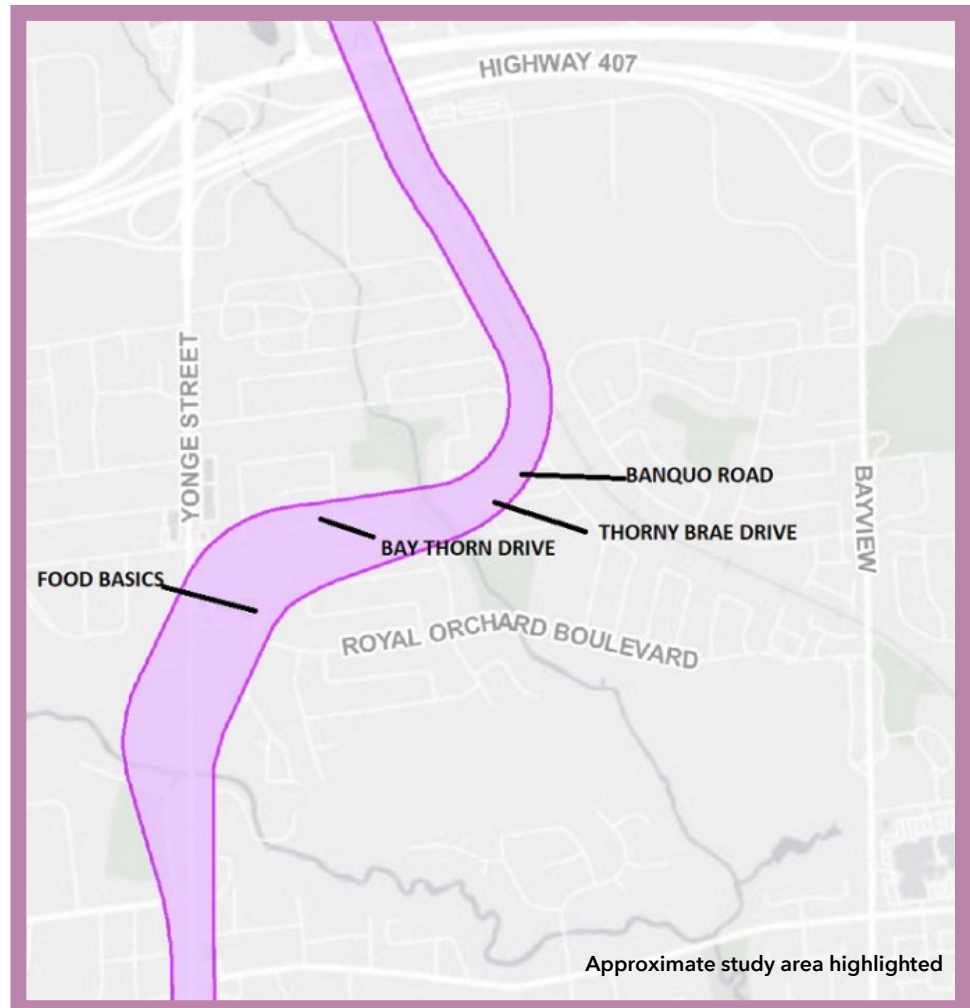 HIGHWAY 407
YONGE STREET
BAYVIEW
BANQUO ROAD
THORNY BRAE DRIVE
BAY THORN DRIVE
FOOD BASICS
ROYAL ORCHARD BOULEVARD
Approximate study area highlighted